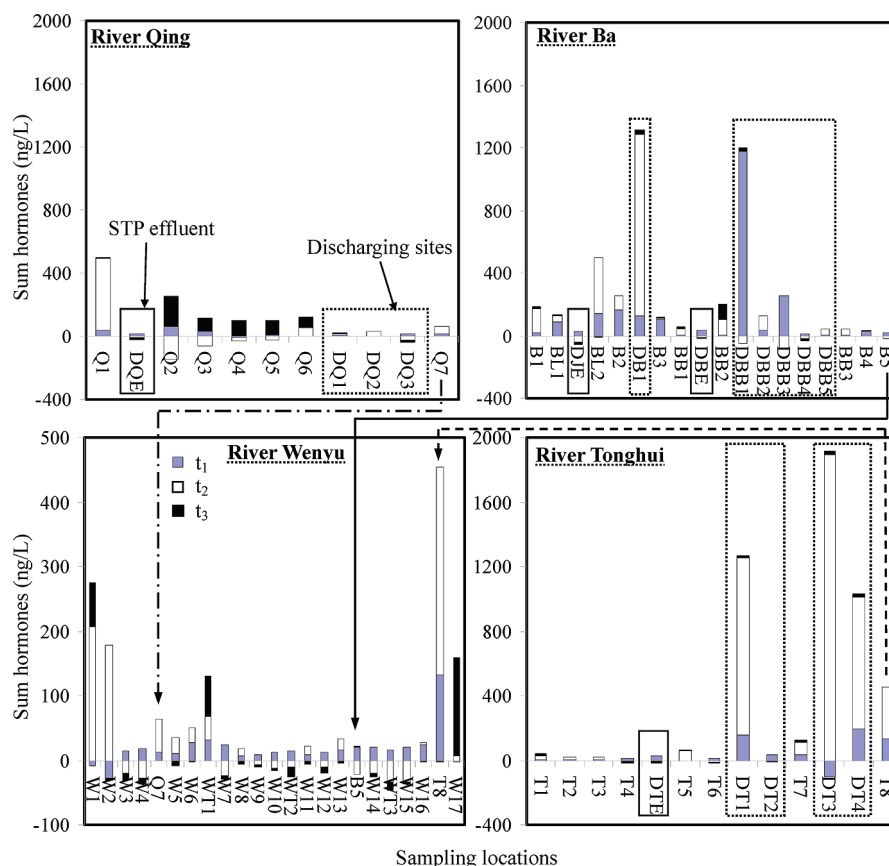 River Qing
River Ba
Sum hormones (ng/L)
2000
1600
1200
800
400
0
-400
STP effluent
Discharging sites
Q1
DQE
Q2
Q3
Q4
Q5
Q6
DQ1
DQ2
DQ3
Q7
2000
1600
1200
800
400
0
-400
B1
BL1
DJE
BL2
B2
DB1
B3
BB1
DBE
BB2
DBB1
DBB2
DBB3
DBB4
DBB5
BB3
B4
B5
River Wenyu
River Tonghui
Sum hormones (ng/L)
500
400
300
200
100
0
-100
t1
t2
t3
W1
W2
W3
W4
Q7
W5
W6
WT1
W7
W8
W9
W10
WT2
W11
W12
W13
B5
W14
WT3
W15
W16
T8
W17
2000
1600
1200
800
400
0
-400
T1
T2
T3
T4
DTE
T5
T6
DT1
DT2
T7
DT3
DT4
T8
Sampling locations